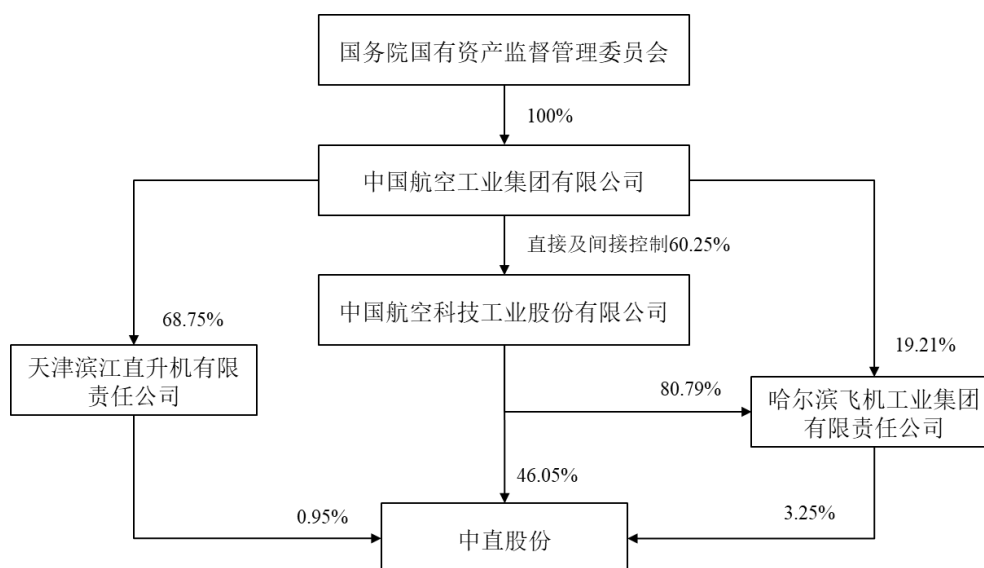 国务院国有资产监督管理委员会
100%
中国航空工业集团有限公司
直接及间接控制60.25%
中国航空科技工业股份有限公司
68.75%
19.21%
天津滨江直升机有限
责任公司
80.79%
哈尔滨飞机工业集团
有限责任公司
46.05%
0.95%
3.25%
中直股份